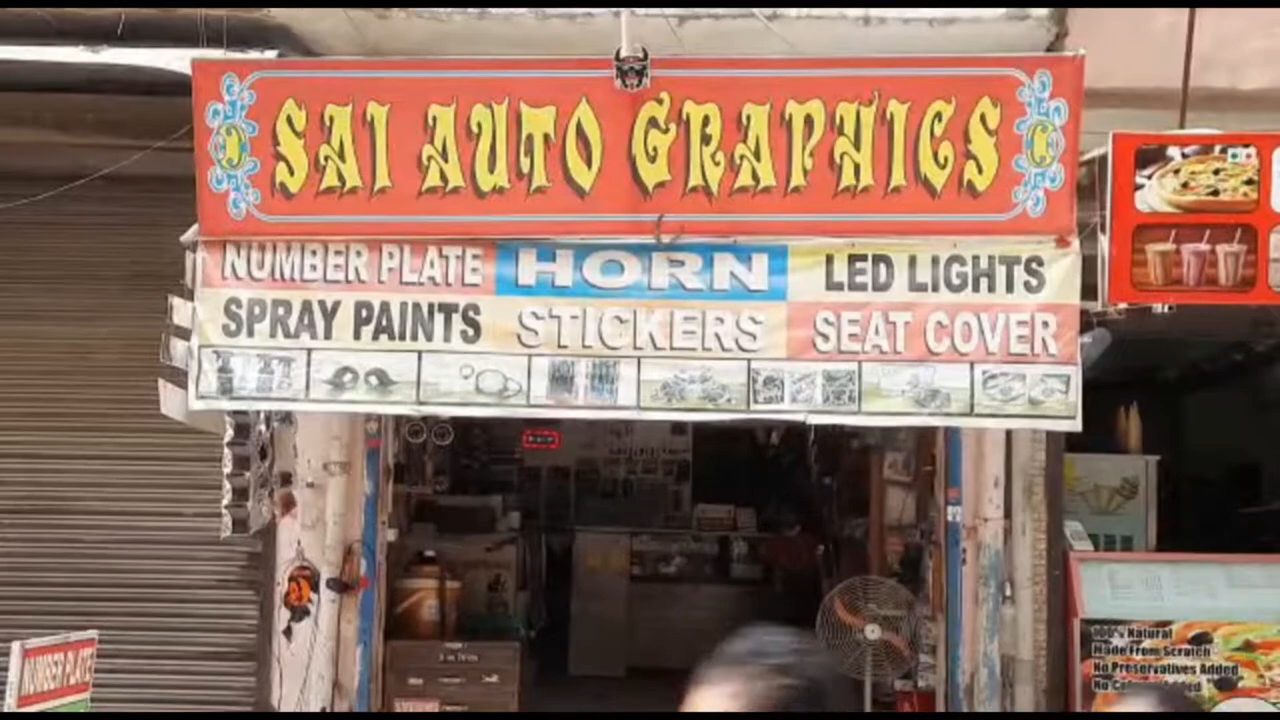 SAI AUTO GRAPHICS
NUMBER PLATE HORN LED LIGHTS
SPRAY PAINTS STICKERS SEAT COVER
NUMBER PLATE
100% Natural
Made From Scratch
No Preservatives Added
No